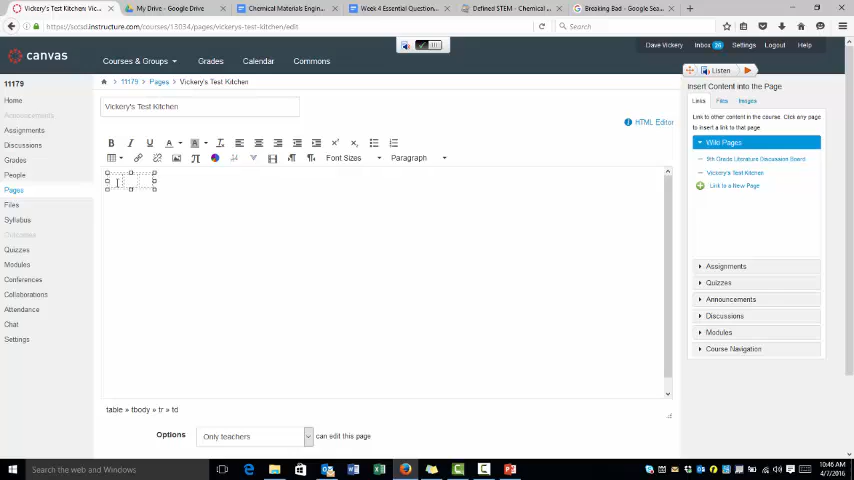 Vickery's Test Kitchen: Vic...
My Drive - Google Drive
Chemical Materials Engin...
Week 4 Essential Question...
Defined STEM - Chemical ...
Breaking Bad - Google Sea...
https://sccsd.instructure.com/courses/13034/pages/vickerys-test-kitchen/edit
Search
canvas
Courses & Groups
Grades
Calendar
Commons
Dave Vickery
Inbox 26
Settings
Logout
Help
11179
Home
Announcements
Assignments
Discussions
Grades
People
Pages
Files
Syllabus
Outcomes
Quizzes
Modules
Conferences
Collaborations
Attendance
Chat
Settings
11179
Pages
Vickery's Test Kitchen
Vickery's Test Kitchen
HTML Editor
B I U A A Tx
Font Sizes
Paragraph
table » tbody » tr » td
Options
Only teachers
can edit this page
Listen
Insert Content into the Page
Links
Files
Images
Link to other content in the course. Click any page
to insert a link to that page.
Wiki Pages
9th Grade Literature Discussion Board
Vickery's Test Kitchen
Link to a New Page
Assignments
Quizzes
Announcements
Discussions
Modules
Course Navigation
Search the web and Windows
10:46 AM
4/7/2016